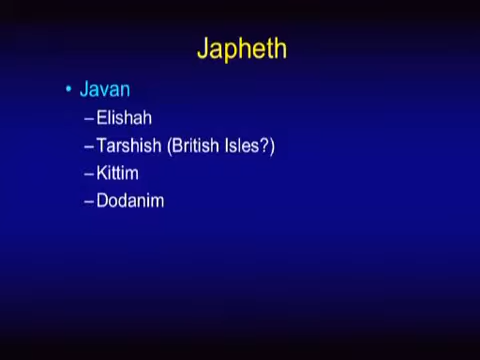 Japheth
• Javan
–Elishah
–Tarshish (British Isles?)
–Kittim
–Dodanim